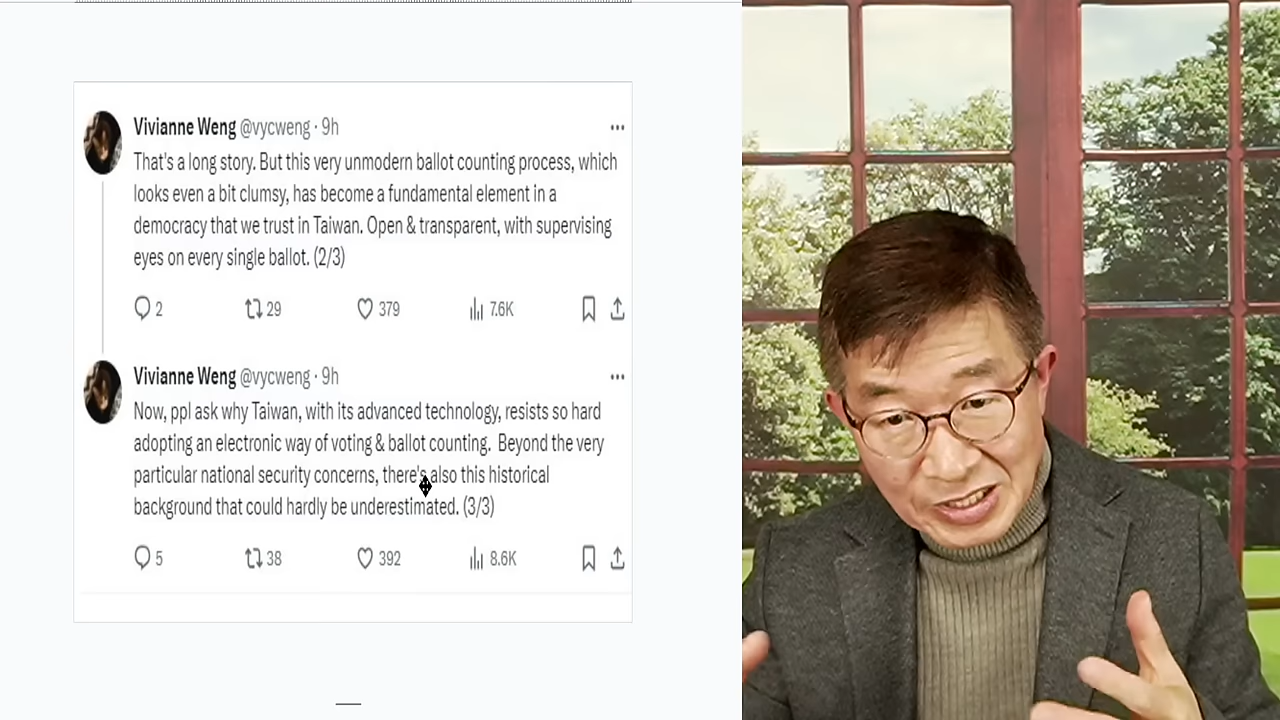 Vivianne Weng @vycweng · 9h
That's a long story. But this very unmodern ballot counting process, which
looks even a bit clumsy, has become a fundamental element in a
democracy that we trust in Taiwan. Open & transparent, with supervising
eyes on every single ballot. (2/3)
2 29 379 7.6K
Vivianne Weng @vycweng · 9h
Now, ppl ask why Taiwan, with its advanced technology, resists so hard
adopting an electronic way of voting & ballot counting. Beyond the very
particular national security concerns, there's also this historical
background that could hardly be underestimated. (3/3)
5 38 392 8.6K